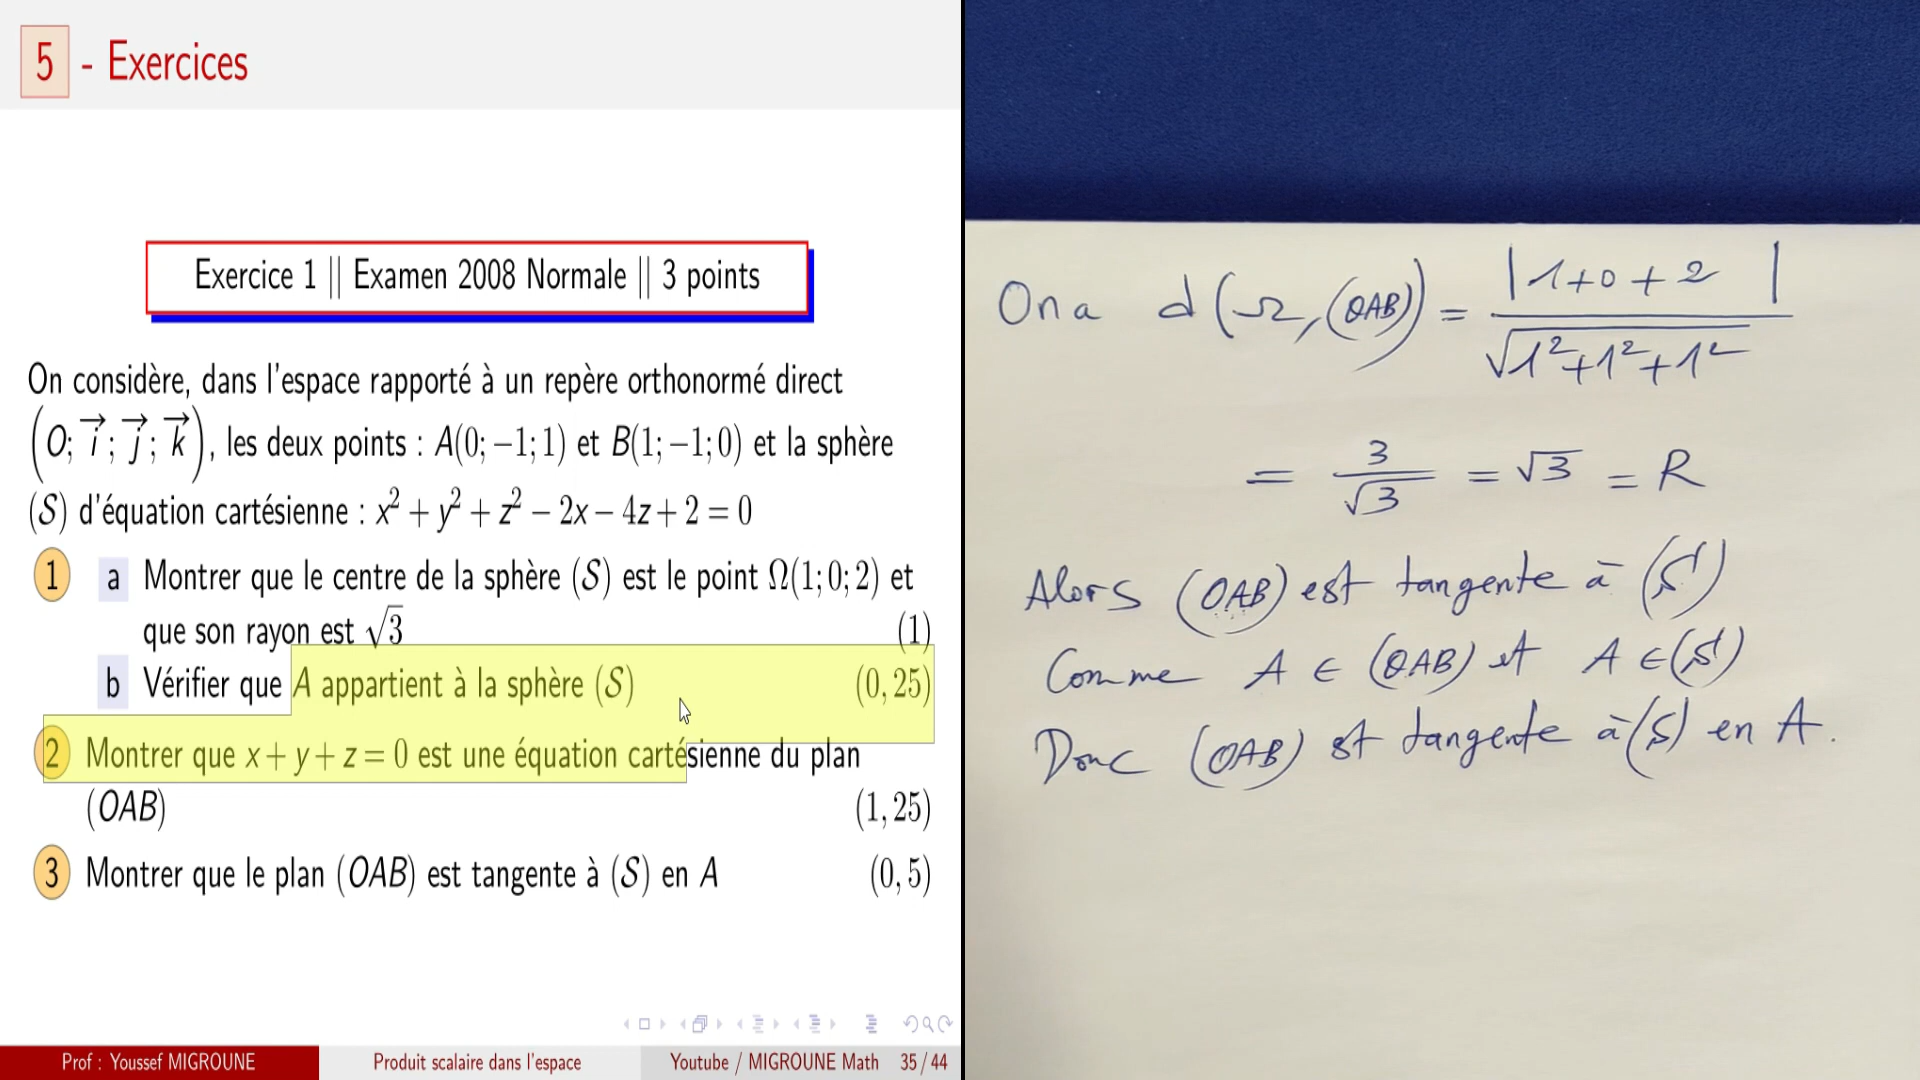 5 - Exercices
Exercice 1 || Examen 2008 Normale || 3 points
On considère, dans l'espace rapporté à un repère orthonormé direct
(O; i⃗ ; j⃗ ; k⃗), les deux points : A(0; −1; 1) et B(1; −1; 0) et la sphère
(S) d'équation cartésienne : x² + y² + z² − 2x − 4z + 2 = 0
1 a Montrer que le centre de la sphère (S) est le point Ω(1; 0; 2) et
que son rayon est √3 (1)
b Vérifier que A appartient à la sphère (S) (0, 25)
2 Montrer que x + y + z = 0 est une équation cartésienne du plan
(OAB) (1, 25)
3 Montrer que le plan (OAB) est tangente à (S) en A (0, 5)
Prof : Youssef MIGROUNE Produit scalaire dans l'espace Youtube / MIGROUNE Math 35 / 44
On a d(Ω, (OAB)) = |1+0+2| / √1²+1²+1²
= 3/√3 = √3 = R
Alors (OAB) est tangente à (S)
Comme A ∈ (OAB) et A ∈ (S)
Donc (OAB) est tangente à (S) en A.